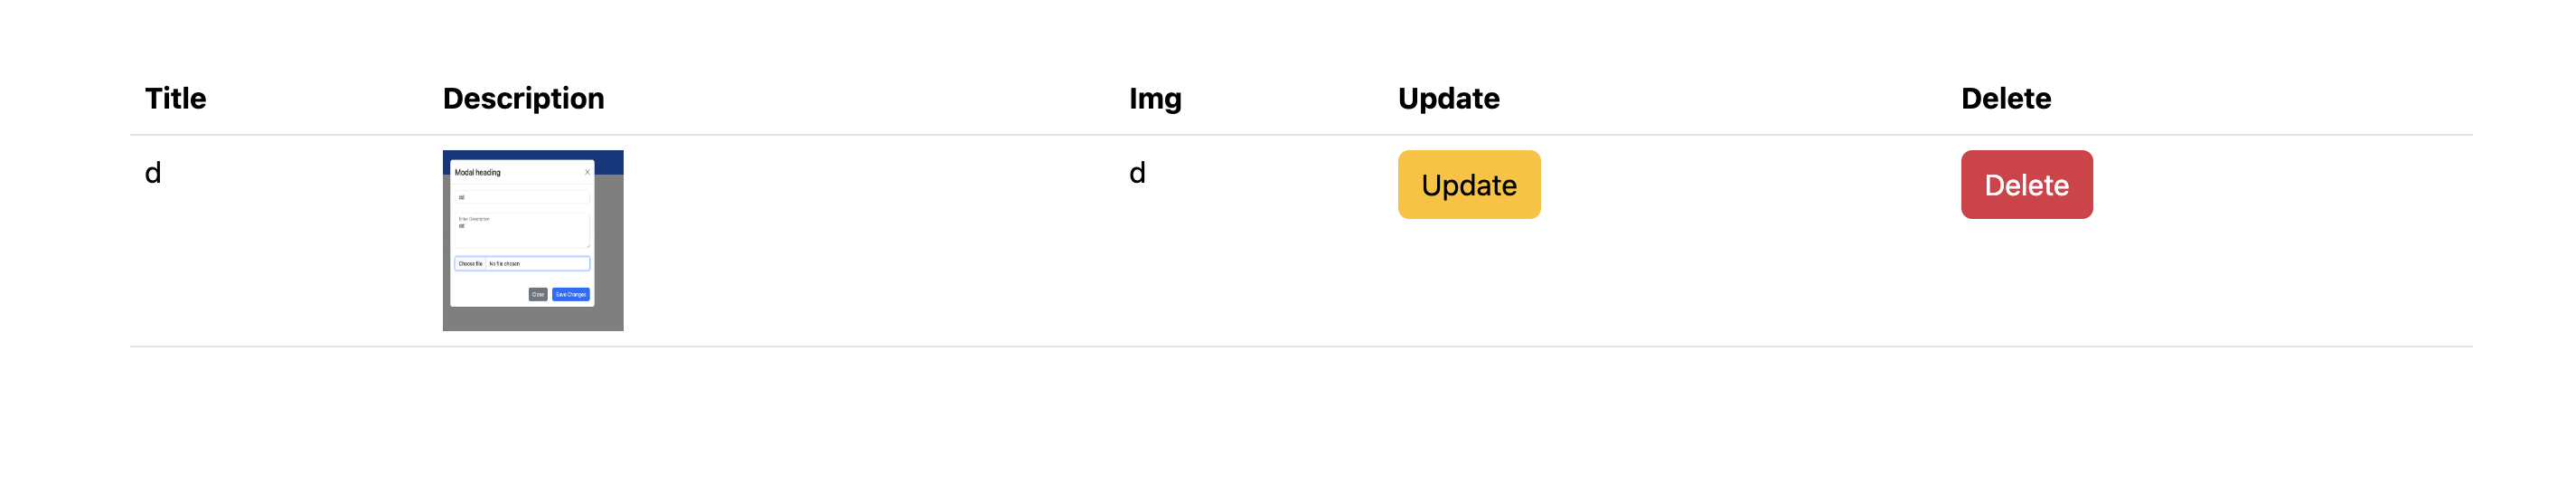 Title Description Img Update Delete
d d Update Delete
Modal heading X
dd
Enter Description
dd
Choose file No file chosen
Close Save Changes